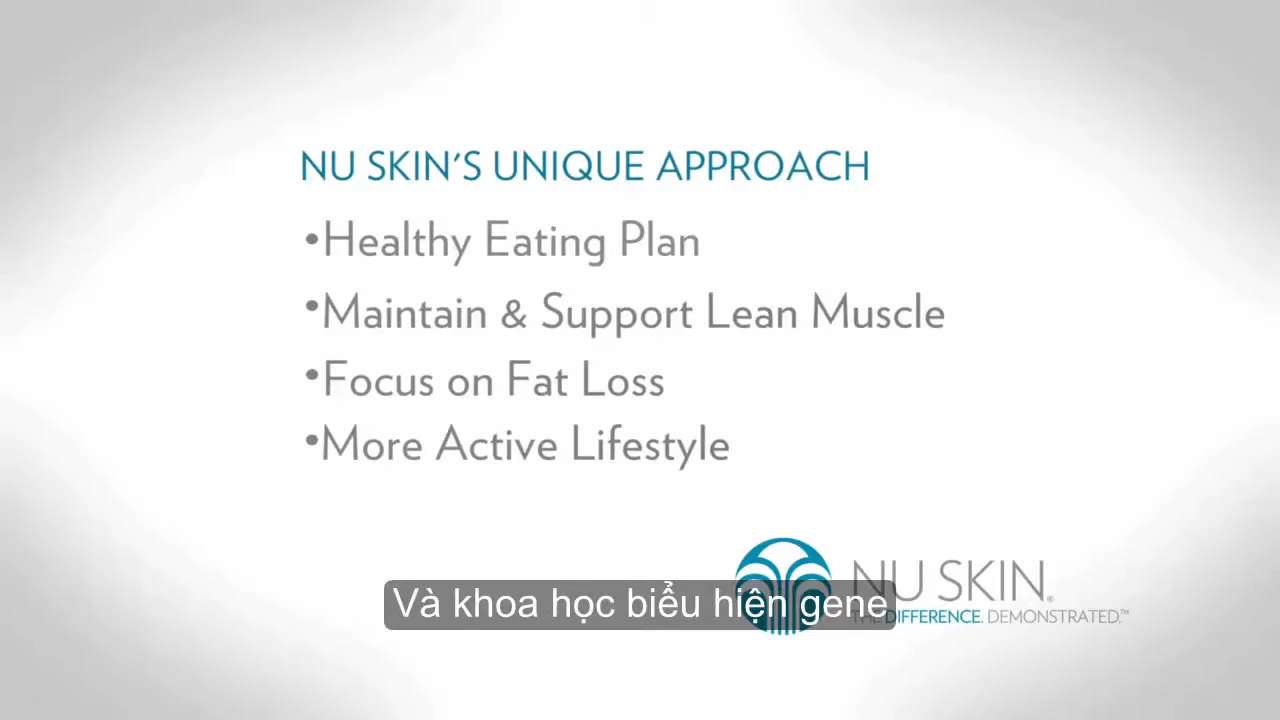 NU SKIN'S UNIQUE APPROACH
•Healthy Eating Plan
•Maintain & Support Lean Muscle
•Focus on Fat Loss
•More Active Lifestyle
NU SKIN®
THE DIFFERENCE. DEMONSTRATED.™
Và khoa học biểu hiện gene